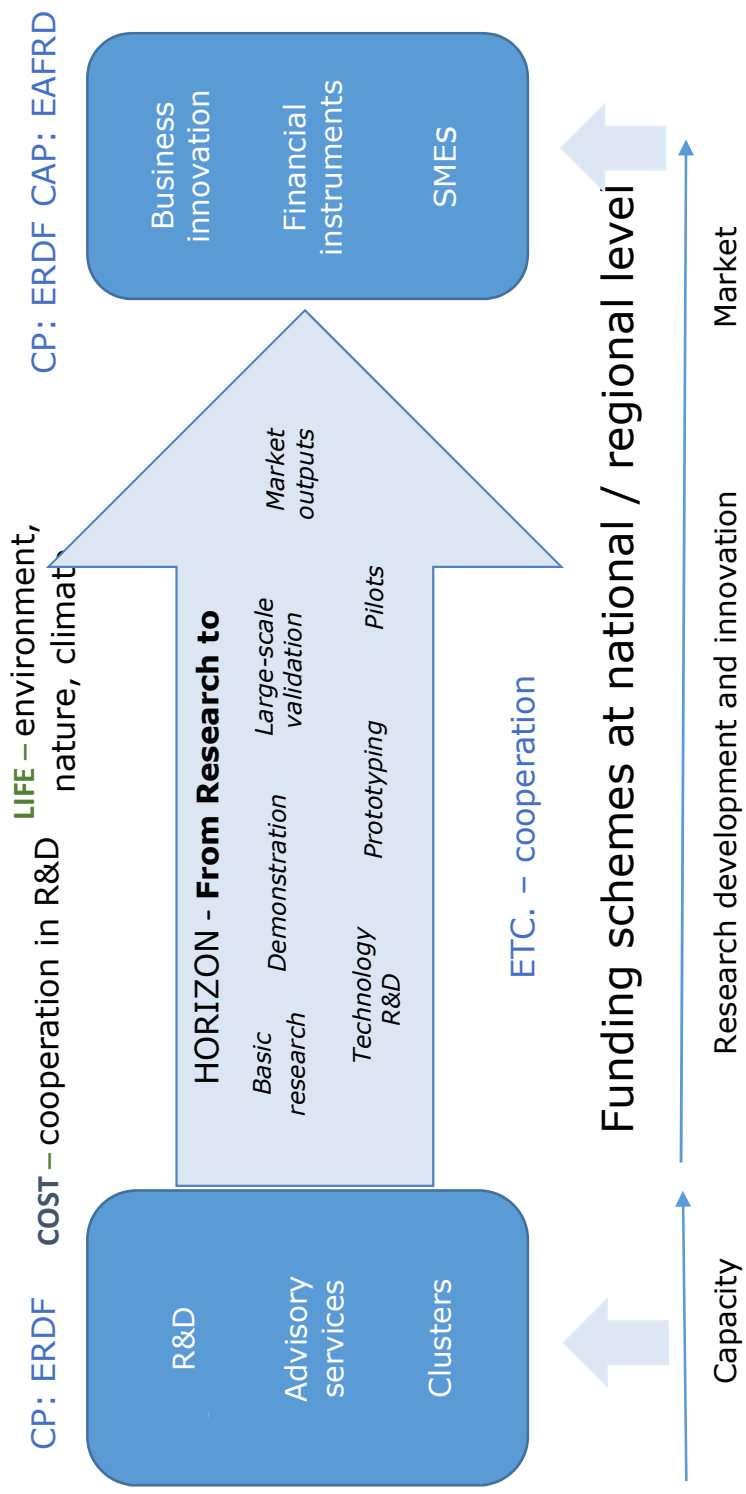 CP: ERDF
COST – cooperation in R&D
LIFE – environment,
nature, climat
CP: ERDF CAP: EAFRD
R&D
Advisory
services
Clusters
HORIZON - From Research to
Basic
research
Demonstration
Large-scale
validation
Market
outputs
Technology
R&D
Prototyping
Pilots
Business
innovation
Financial
instruments
SMEs
ETC. – cooperation
Funding schemes at national / regional level
Capacity
Research development and innovation
Market